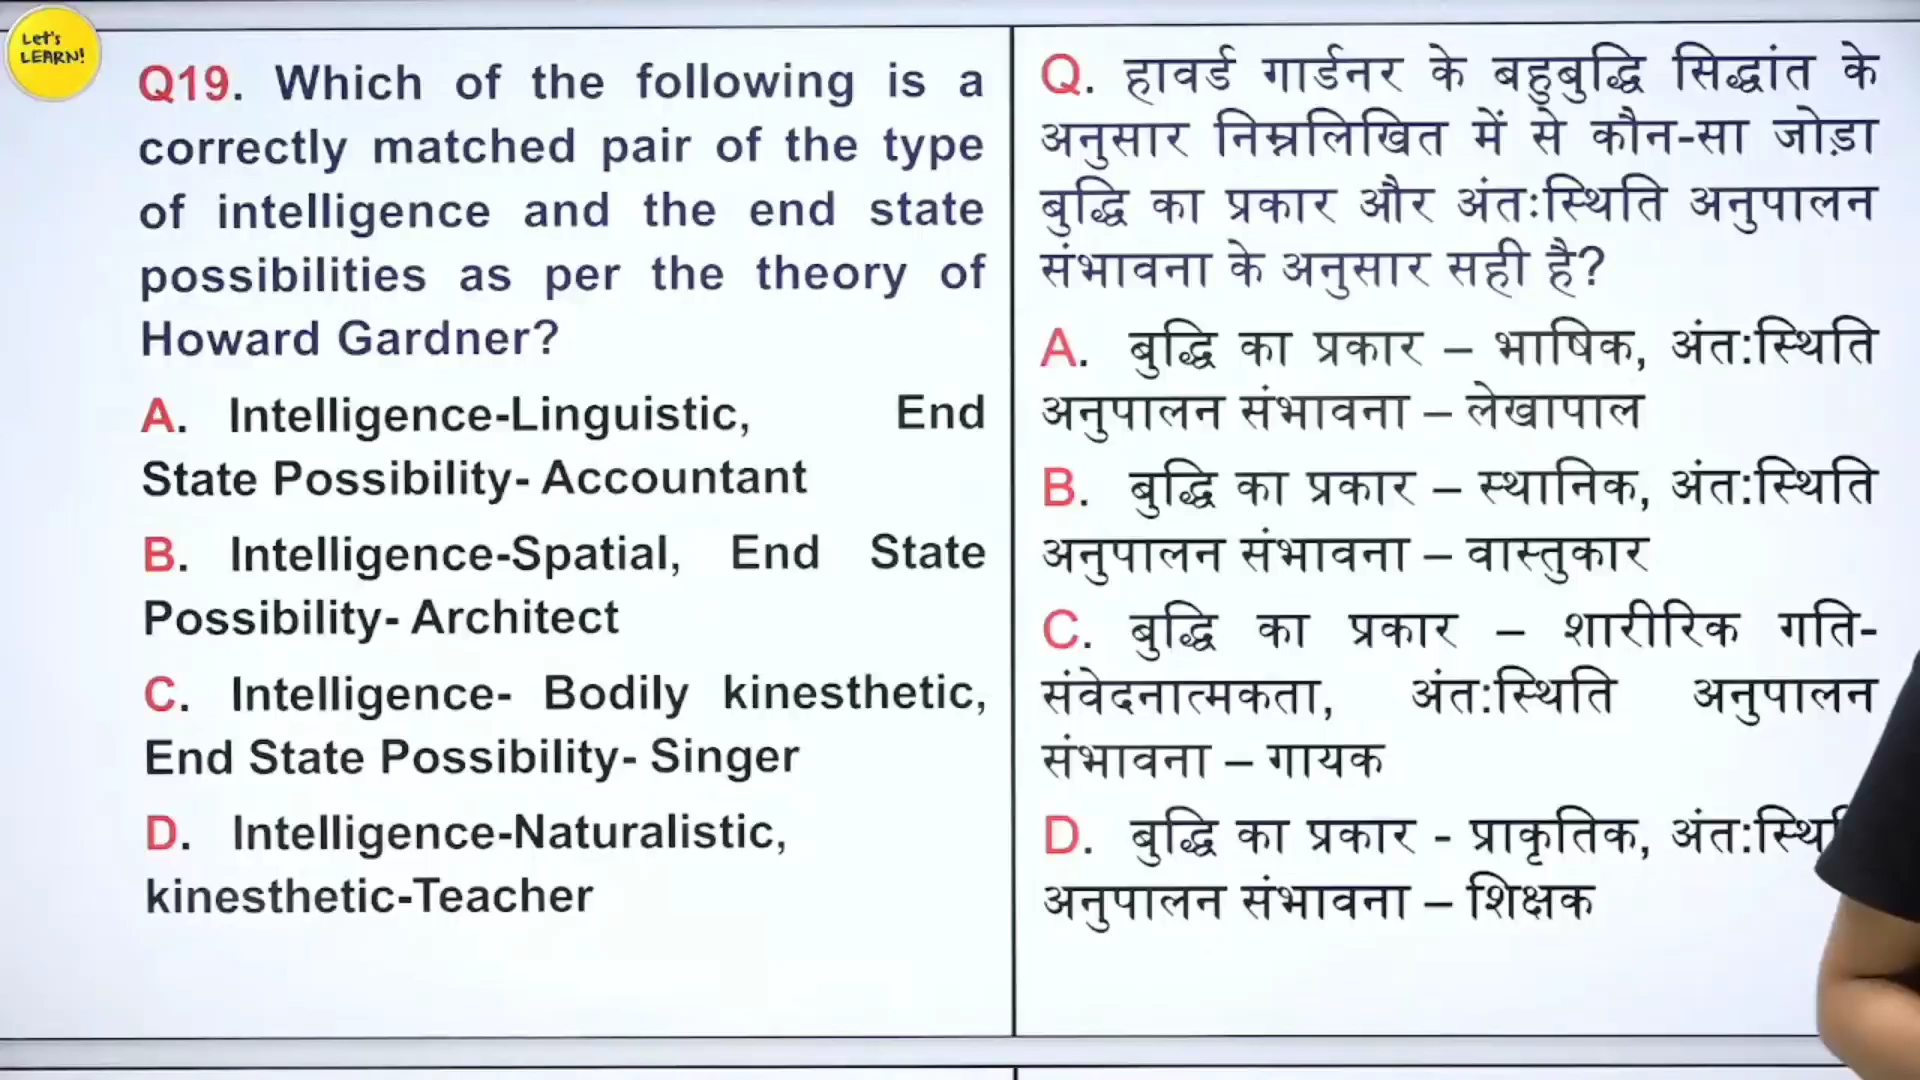 Let's
LEARN!
Q19. Which of the following is a
correctly matched pair of the type
of intelligence and the end state
possibilities as per the theory of
Howard Gardner?
A. Intelligence-Linguistic, End
State Possibility- Accountant
B. Intelligence-Spatial, End State
Possibility- Architect
C. Intelligence- Bodily kinesthetic,
End State Possibility- Singer
D. Intelligence-Naturalistic,
kinesthetic-Teacher
Q. हावर्ड गार्डनर के बहुबुद्धि सिद्धांत के
अनुसार निम्नलिखित में से कौन-सा जोड़ा
बुद्धि का प्रकार और अंतःस्थिति अनुपालन
संभावना के अनुसार सही है?
A. बुद्धि का प्रकार – भाषिक, अंत:स्थिति
अनुपालन संभावना – लेखापाल
B. बुद्धि का प्रकार – स्थानिक, अंत:स्थिति
अनुपालन संभावना – वास्तुकार
C. बुद्धि का प्रकार – शारीरिक गति-
संवेदनात्मकता, अंत:स्थिति अनुपालन
संभावना – गायक
D. बुद्धि का प्रकार - प्राकृतिक,
अनुपालन संभावना – शिक्षक